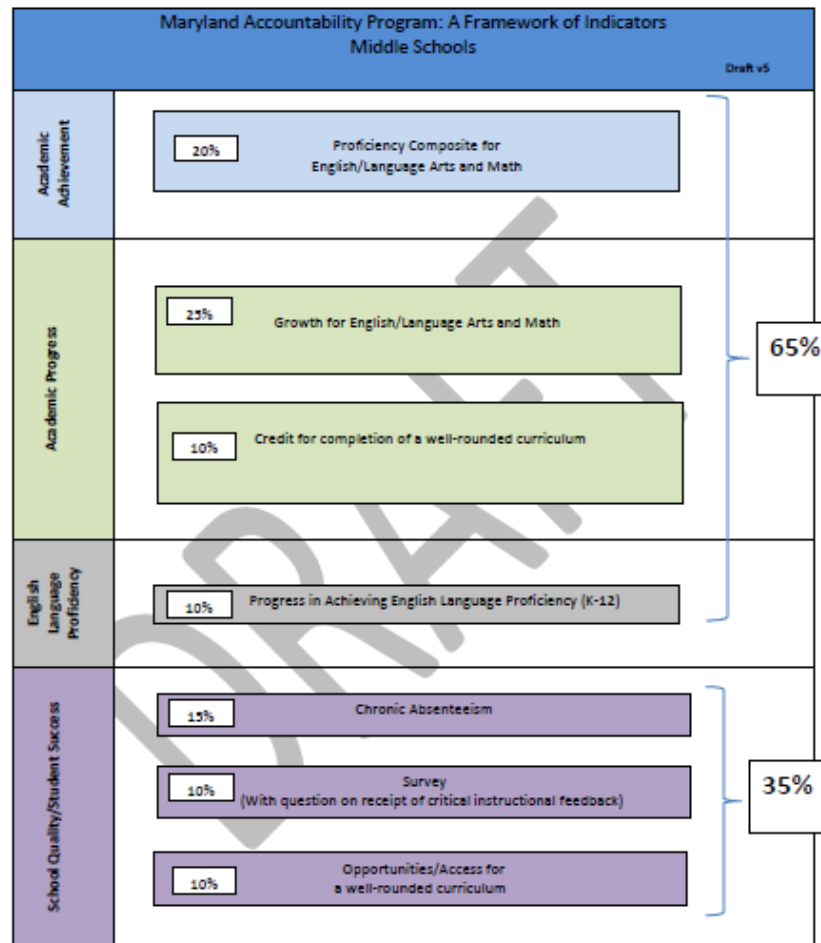 Maryland Accountability Program: A Framework of Indicators
Middle Schools
Draft v5
Academic
Achievement
20%
Proficiency Composite for
English/Language Arts and Math
Academic Progress
25%
Growth for English/Language Arts and Math
10%
Credit for completion of a well-rounded curriculum
65%
English
Language
Proficiency
10%
Progress in Achieving English Language Proficiency (K-12)
School Quality/Student Success
15%
Chronic Absenteeism
10%
Survey
(With question on receipt of critical instructional feedback)
10%
Opportunities/Access for
a well-rounded curriculum
35%
DRAFT